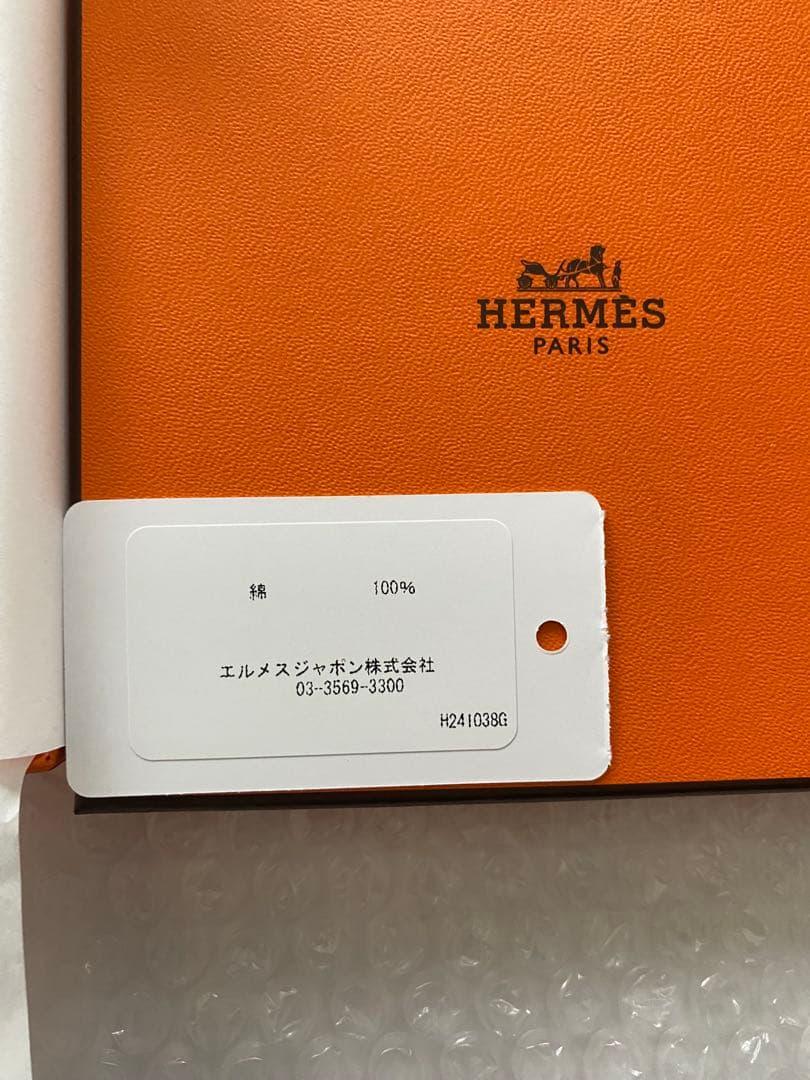 HERMÈS
PARIS
綿 100%
エルメスジャポン株式会社
03-3569-3300
H241038G